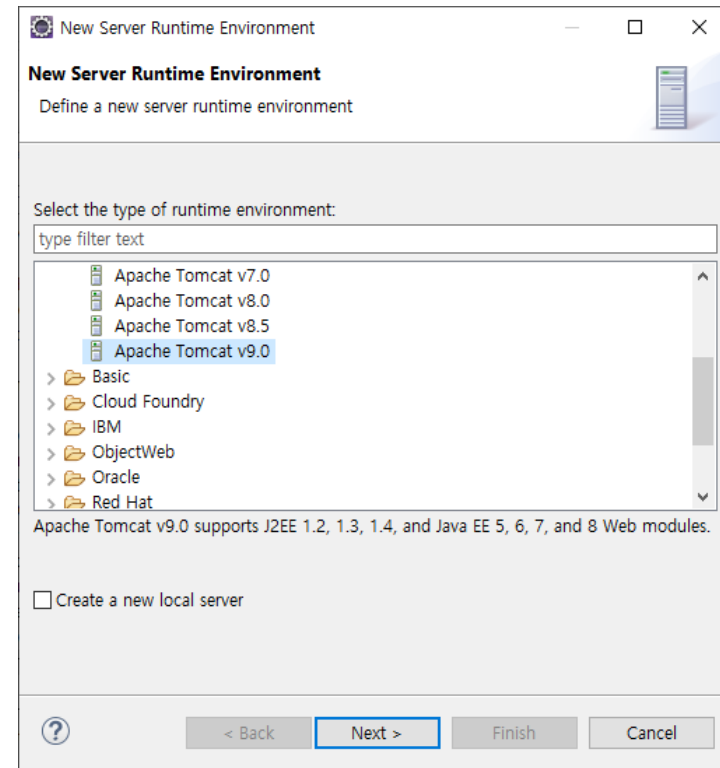 New Server Runtime Environment
New Server Runtime Environment
Define a new server runtime environment
Select the type of runtime environment:
type filter text
Apache Tomcat v7.0
Apache Tomcat v8.0
Apache Tomcat v8.5
Apache Tomcat v9.0
Basic
Cloud Foundry
IBM
ObjectWeb
Oracle
Red Hat
Apache Tomcat v9.0 supports J2EE 1.2, 1.3, 1.4, and Java EE 5, 6, 7, and 8 Web modules.
Create a new local server
? < Back Next > Finish Cancel